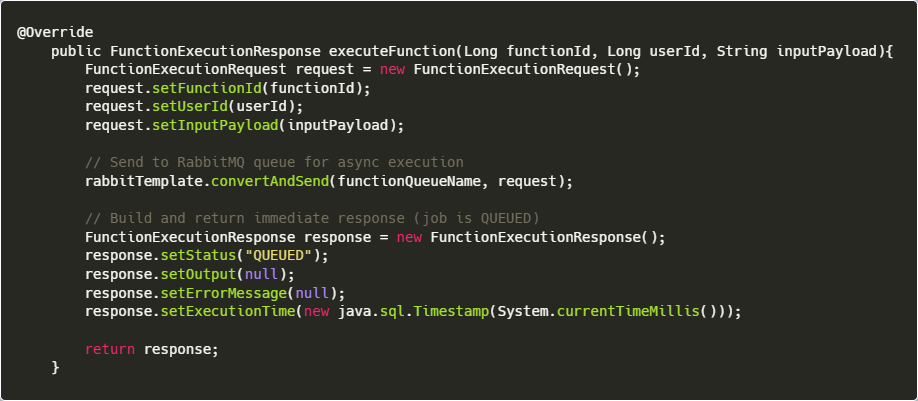 @Override
    public FunctionExecutionResponse executeFunction(Long functionId, Long userId, String inputPayload){
        FunctionExecutionRequest request = new FunctionExecutionRequest();
        request.setFunctionId(functionId);
        request.setUserId(userId);
        request.setInputPayload(inputPayload);

        // Send to RabbitMQ queue for async execution
        rabbitTemplate.convertAndSend(functionQueueName, request);

        // Build and return immediate response (job is QUEUED)
        FunctionExecutionResponse response = new FunctionExecutionResponse();
        response.setStatus("QUEUED");
        response.setOutput(null);
        response.setErrorMessage(null);
        response.setExecutionTime(new java.sql.Timestamp(System.currentTimeMillis()));

        return response;
    }